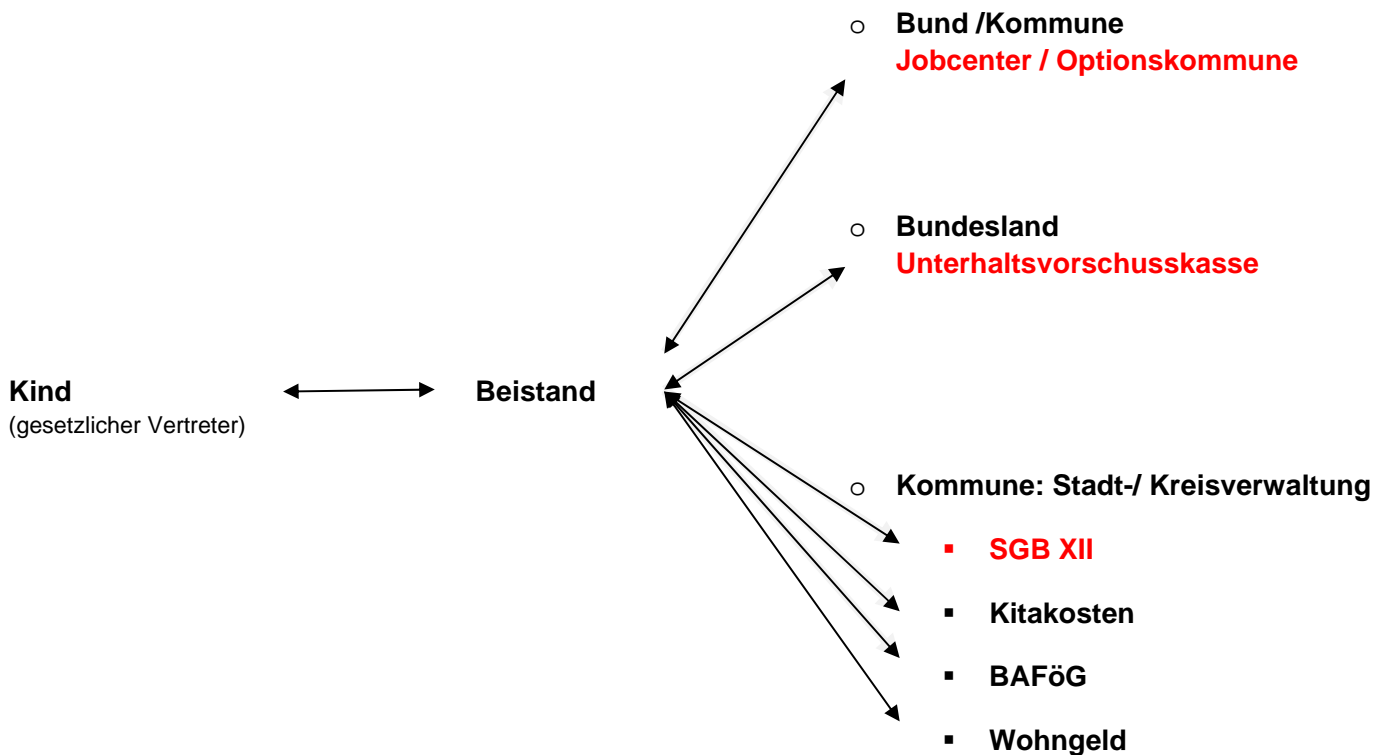 Bund /Kommune
Jobcenter / Optionskommune
Bundesland
Unterhaltsvorschusskasse
Kind
(gesetzlicher Vertreter)
Beistand
Kommune: Stadt-/ Kreisverwaltung
SGB XII
Kitakosten
BAFöG
Wohngeld